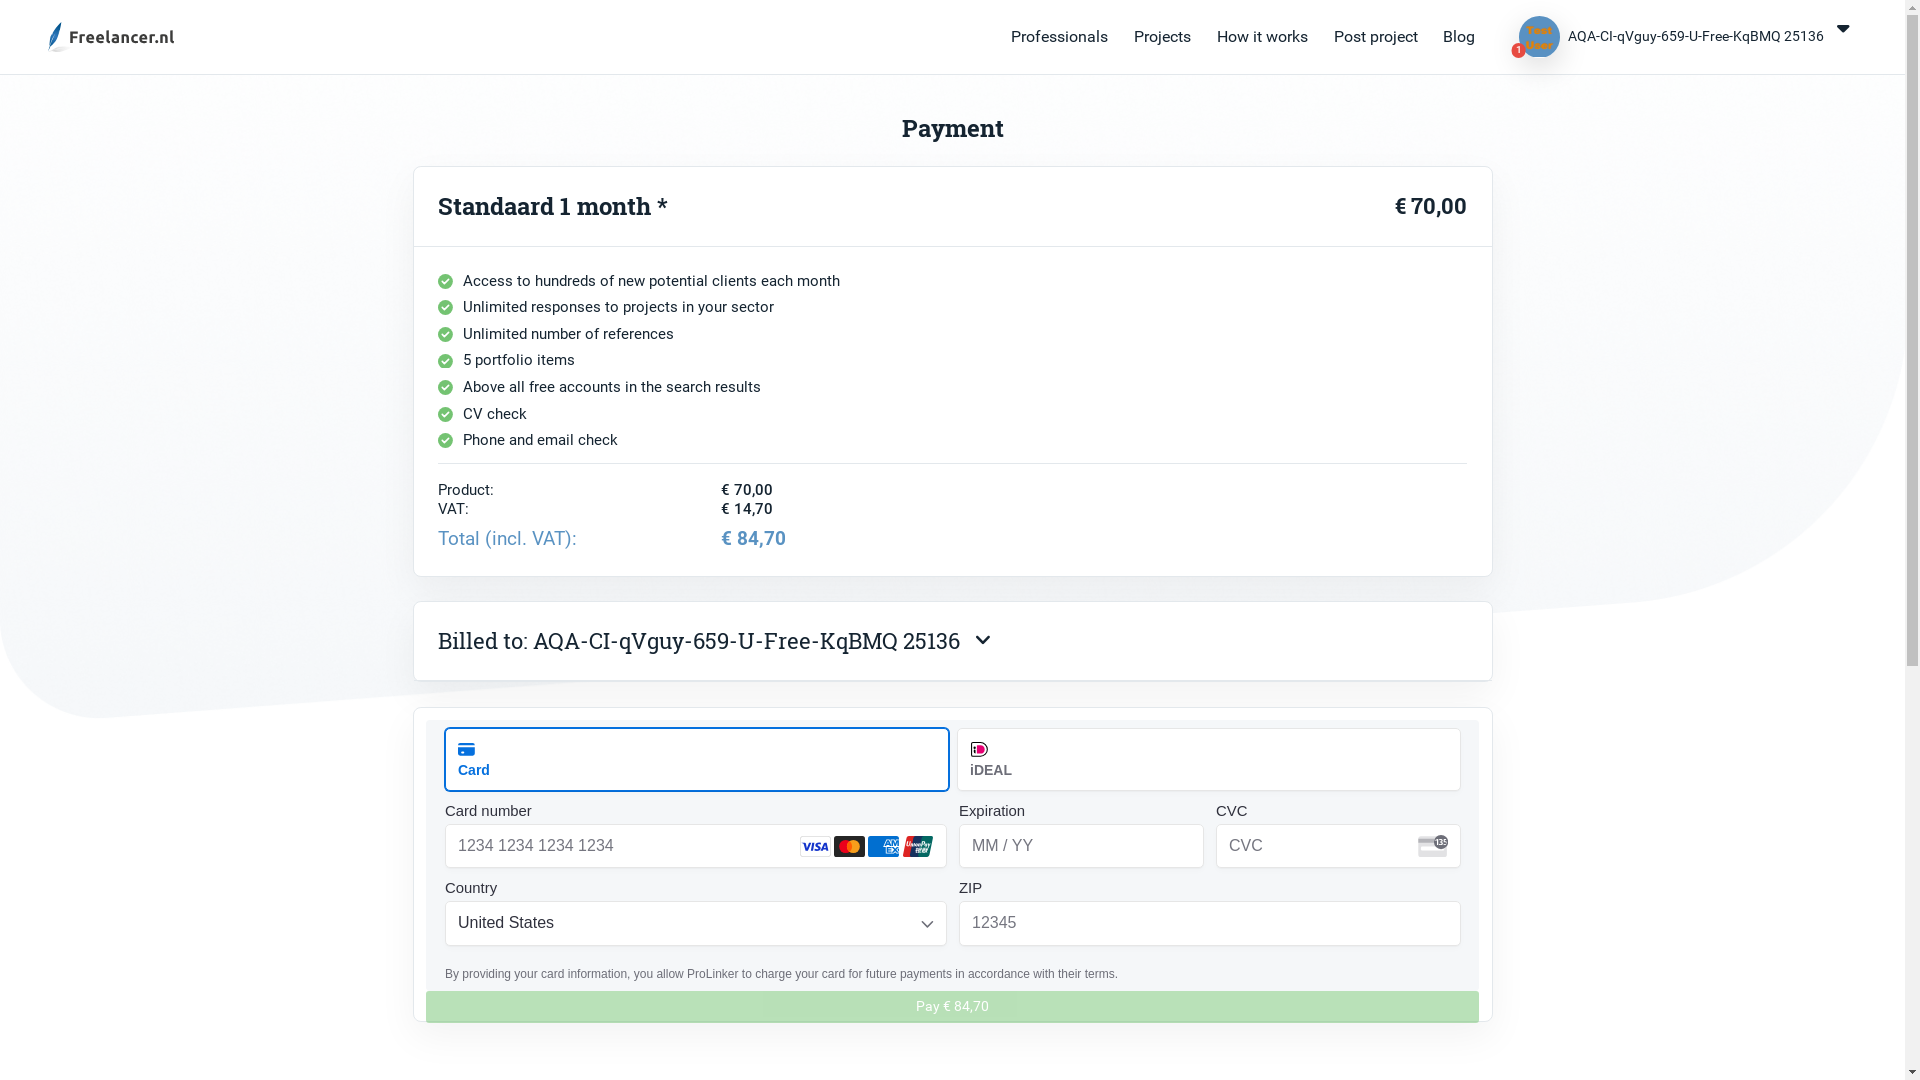 Freelancer.nl
Professionals Projects How it works Post project Blog
Test User
1
AQA-CI-qVguy-659-U-Free-KqBMQ 25136
Payment
Standaard 1 month * € 70,00
Access to hundreds of new potential clients each month
Unlimited responses to projects in your sector
Unlimited number of references
5 portfolio items
Above all free accounts in the search results
CV check
Phone and email check
Product: € 70,00
VAT: € 14,70
Total (incl. VAT): € 84,70
Billed to: AQA-CI-qVguy-659-U-Free-KqBMQ 25136
Card
iDEAL
Card number Expiration CVC
1234 1234 1234 1234 VISA AMEX UnionPay MM / YY CVC 135
Country ZIP
United States 12345
By providing your card information, you allow ProLinker to charge your card for future payments in accordance with their terms.
Pay € 84,70